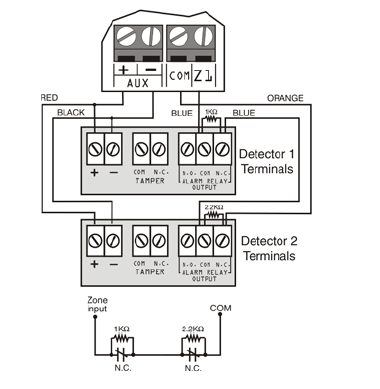 + - COM Z1
AUX
RED
ORANGE
BLACK
BLUE
1KΩ
BLUE
Detector 1
Terminals
+ -
COM N.C.
TAMPER
N.O. COM N.C.
ALARM RELAY
OUTPUT
2.2KΩ
Detector 2
Terminals
+ -
COM N.C.
TAMPER
N.O. COM N.C.
ALARM RELAY
OUTPUT
Zone
input
COM
1KΩ
2.2KΩ
N.C.
N.C.